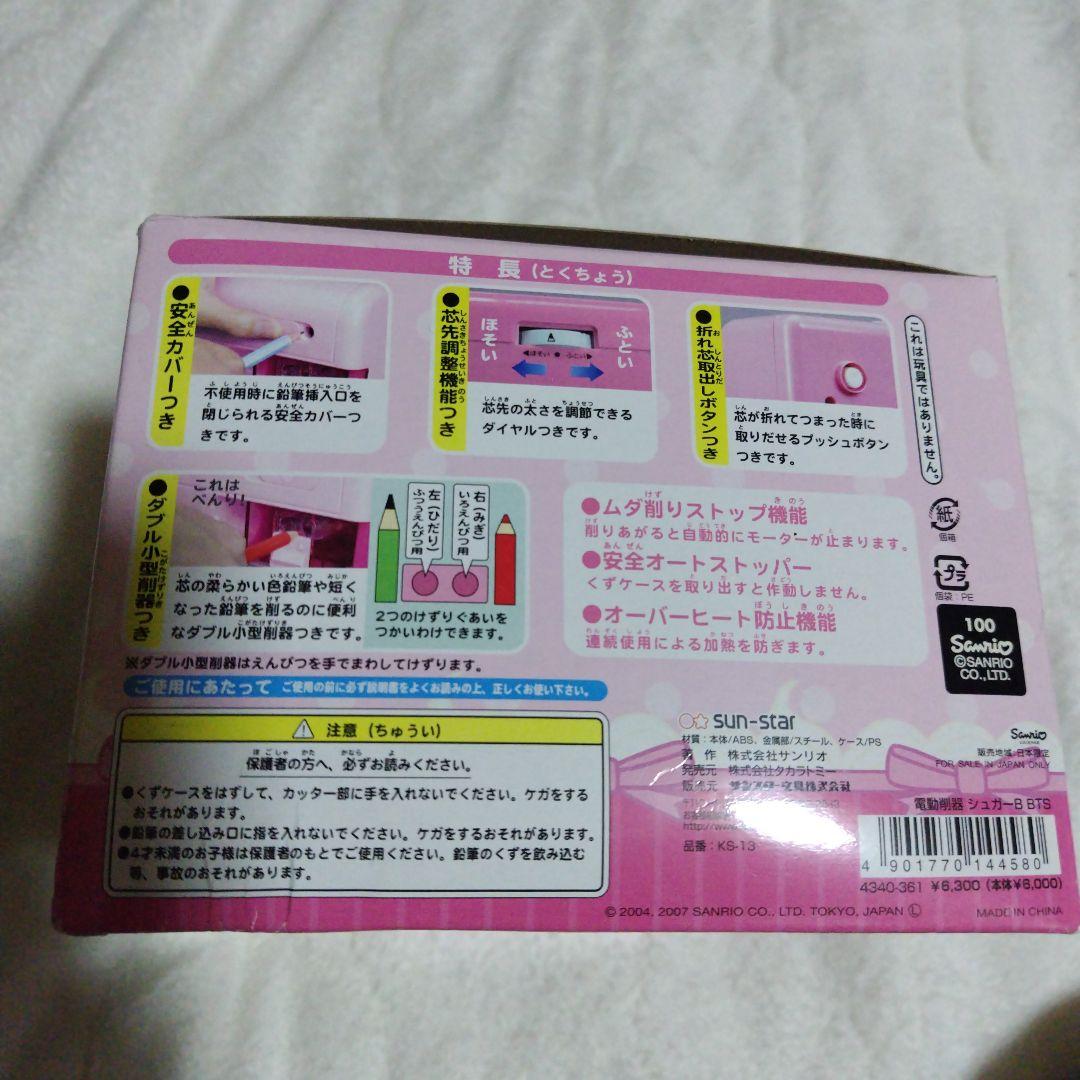 特長(とくちょう)
●安全カバーつき
不使用時に鉛筆挿入口を
閉じられる安全カバーつ
きです。
●芯先調整機能つき
ほそい
ふとい
◀ほそい ● ふとい▶
芯先の太さを調節できる
ダイヤルつきです。
●折れ芯取出しボタンつき
芯が折れてつまった時に
取りだせるプッシュボタン
つきです。
これは玩具ではありません。
●ダブル小型削器つき
これは
べんり!
芯の柔らかい色鉛筆や短く
なった鉛筆を削るのに便利
なダブル小型削器つきです。
左(ひだり)
ふつうえんぴつ用
右(みぎ)
いろえんぴつ用
2つのけずりぐあいを
つかいわけできます。
※ダブル小型削器はえんぴつを手でまわしてけずります。
●ムダ削りストップ機能
削りあがると自動的にモーターが止まります。
●安全オートストッパー
くずケースを取り出すと作動しません。
●オーバーヒート防止機能
連続使用による加熱を防ぎます。
紙
個箱
プラ
個袋:PE
100
Sanrio
©SANRIO
CO.,LTD.
ご使用にあたって ご使用の前に必ず説明書をよくお読みの上、正しくお使い下さい。
注意(ちゅうい)
保護者の方へ、必ずお読みください。
●くずケースをはずして、カッター部に手を入れないでください。ケガをする
おそれがあります。
●鉛筆の差し込み口に指を入れないでください。ケガをするおそれがあります。
●4才未満のお子様は保護者のもとでご使用ください。鉛筆のくずを飲み込む
等、事故のおそれがあります。
sun-star
材質:本体/ABS、金属部/スチール、ケース/PS
著作 株式会社サンリオ
発売元 株式会社タカラトミー
販売元 サンスター文具株式会社
http://www.
品番:KS-13
Sanrio
販売地域:日本限定
FOR SALE IN JAPAN ONLY
電動削器 シュガーB BTS
4 901770 144580
4340-361 ¥6,300(本体¥6,000)
© 2004, 2007 SANRIO CO., LTD. TOKYO, JAPAN Ⓛ
MADE IN CHINA